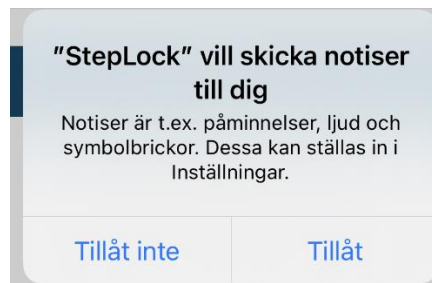 ”StepLock” vill skicka notiser
till dig
Notiser är t.ex. påminnelser, ljud och
symbolbrickor. Dessa kan ställas in i
Inställningar.
Tillåt inte
Tillåt